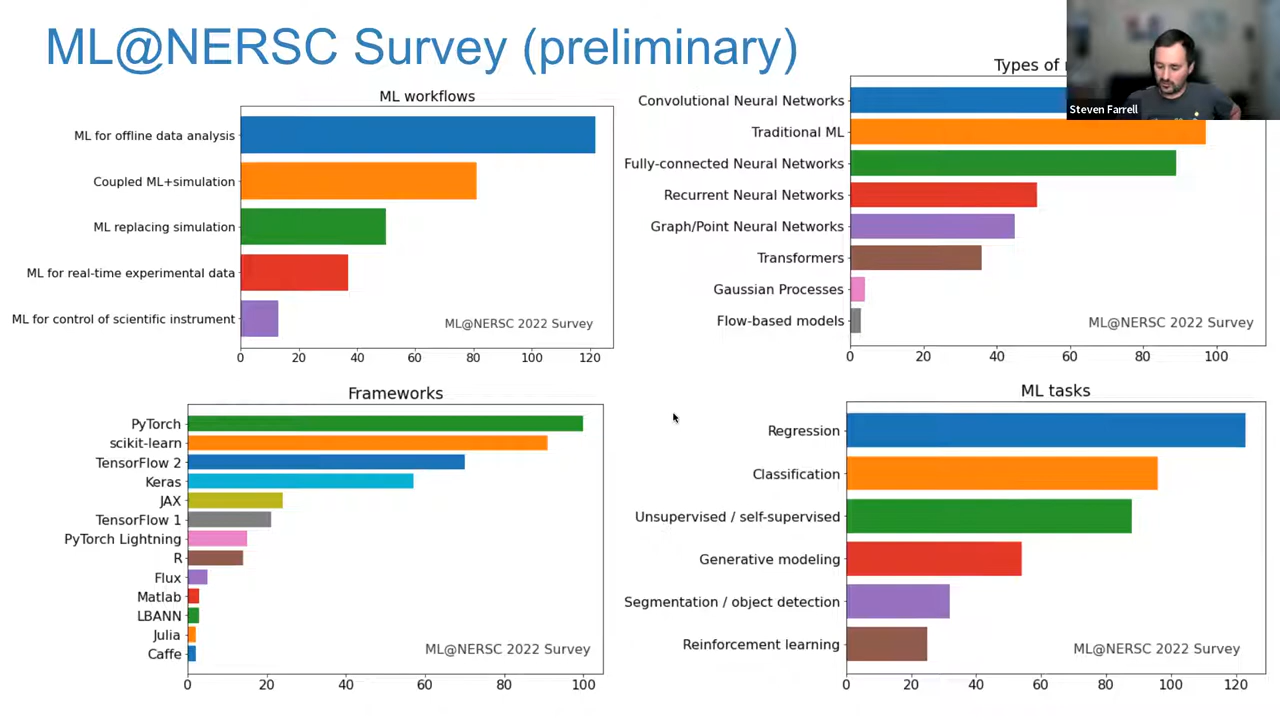 ML@NERSC Survey (preliminary)
ML workflows
ML for offline data analysis
Coupled ML+simulation
ML replacing simulation
ML for real-time experimental data
ML for control of scientific instrument
ML@NERSC 2022 Survey
0 20 40 60 80 100 120
Types of
Steven Farrell
Convolutional Neural Networks
Traditional ML
Fully-connected Neural Networks
Recurrent Neural Networks
Graph/Point Neural Networks
Transformers
Gaussian Processes
Flow-based models
ML@NERSC 2022 Survey
0 20 40 60 80 100
Frameworks
PyTorch
scikit-learn
TensorFlow 2
Keras
JAX
TensorFlow 1
PyTorch Lightning
R
Flux
Matlab
LBANN
Julia
Caffe
ML@NERSC 2022 Survey
0 20 40 60 80 100
ML tasks
Regression
Classification
Unsupervised / self-supervised
Generative modeling
Segmentation / object detection
Reinforcement learning
ML@NERSC 2022 Survey
0 20 40 60 80 100 120